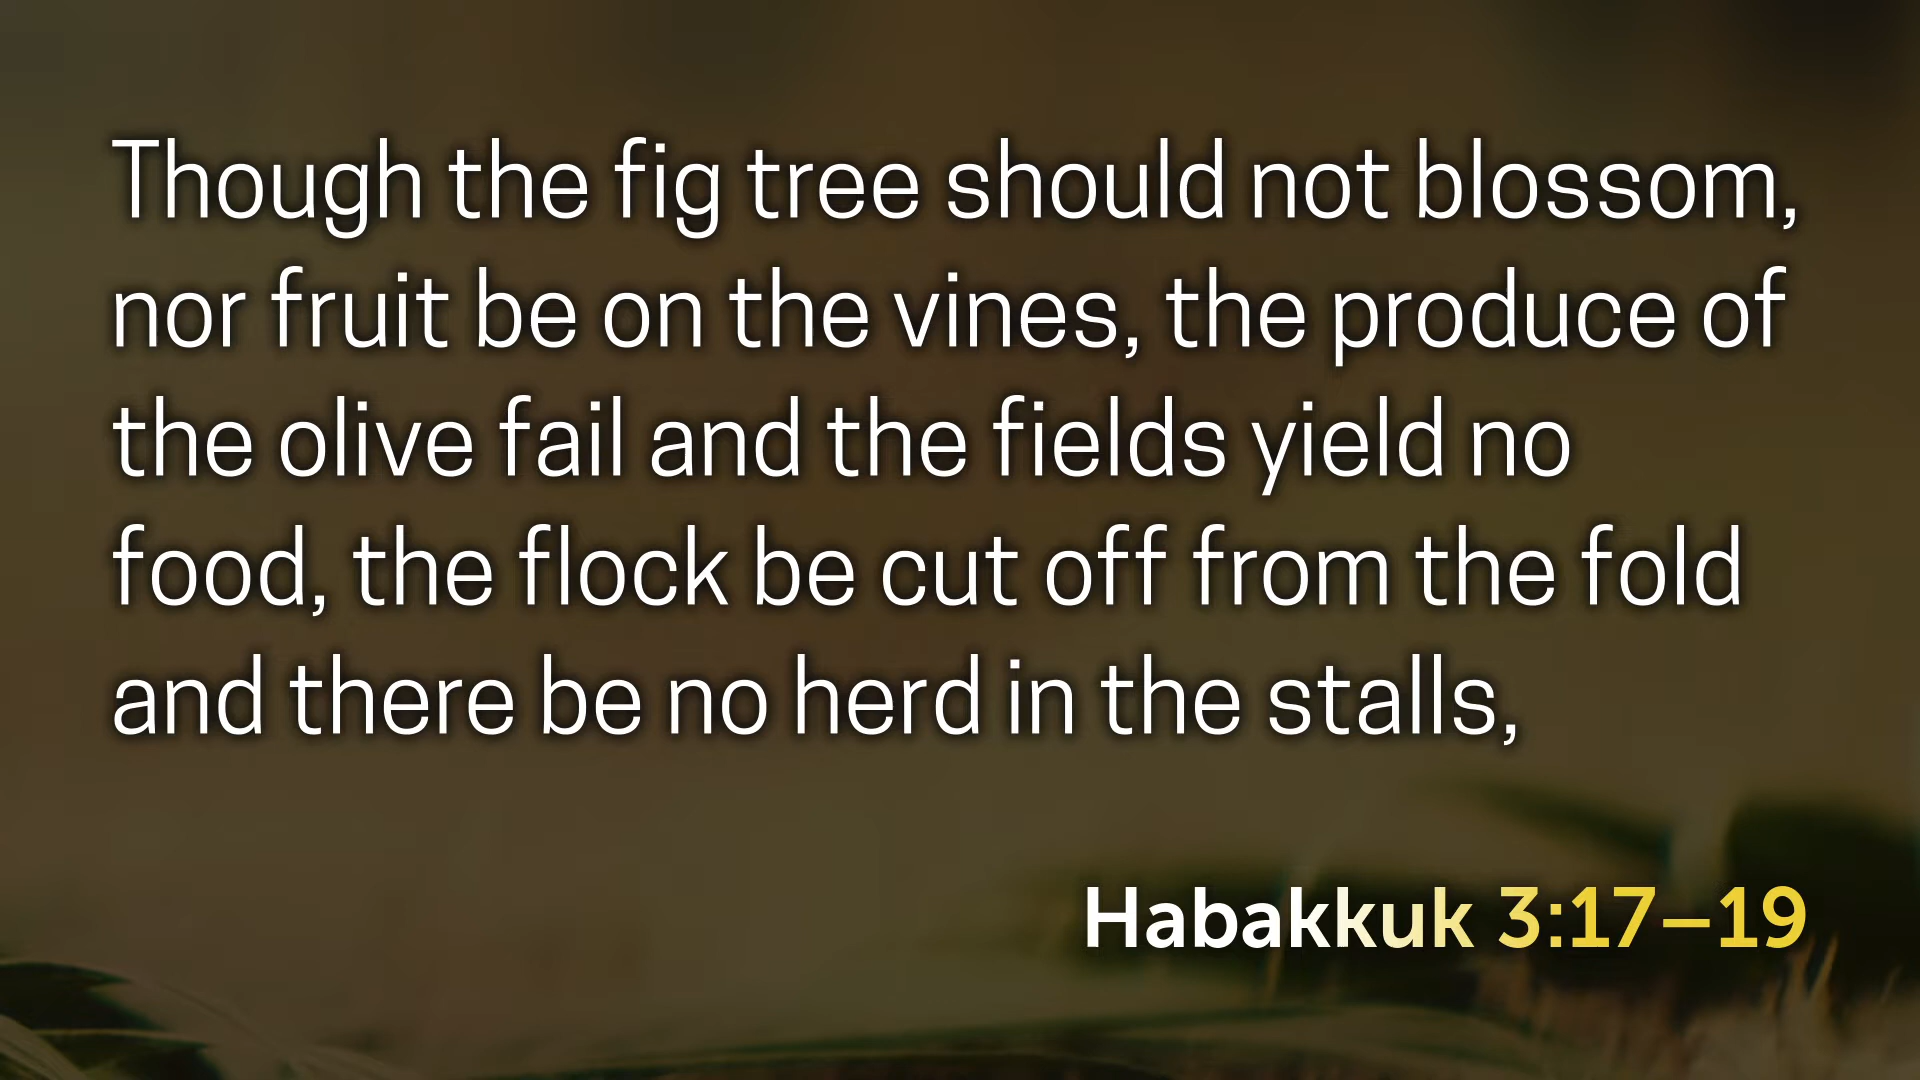 Though the fig tree should not blossom,
nor fruit be on the vines, the produce of
the olive fail and the fields yield no
food, the flock be cut off from the fold
and there be no herd in the stalls,
Habakkuk 3:17–19